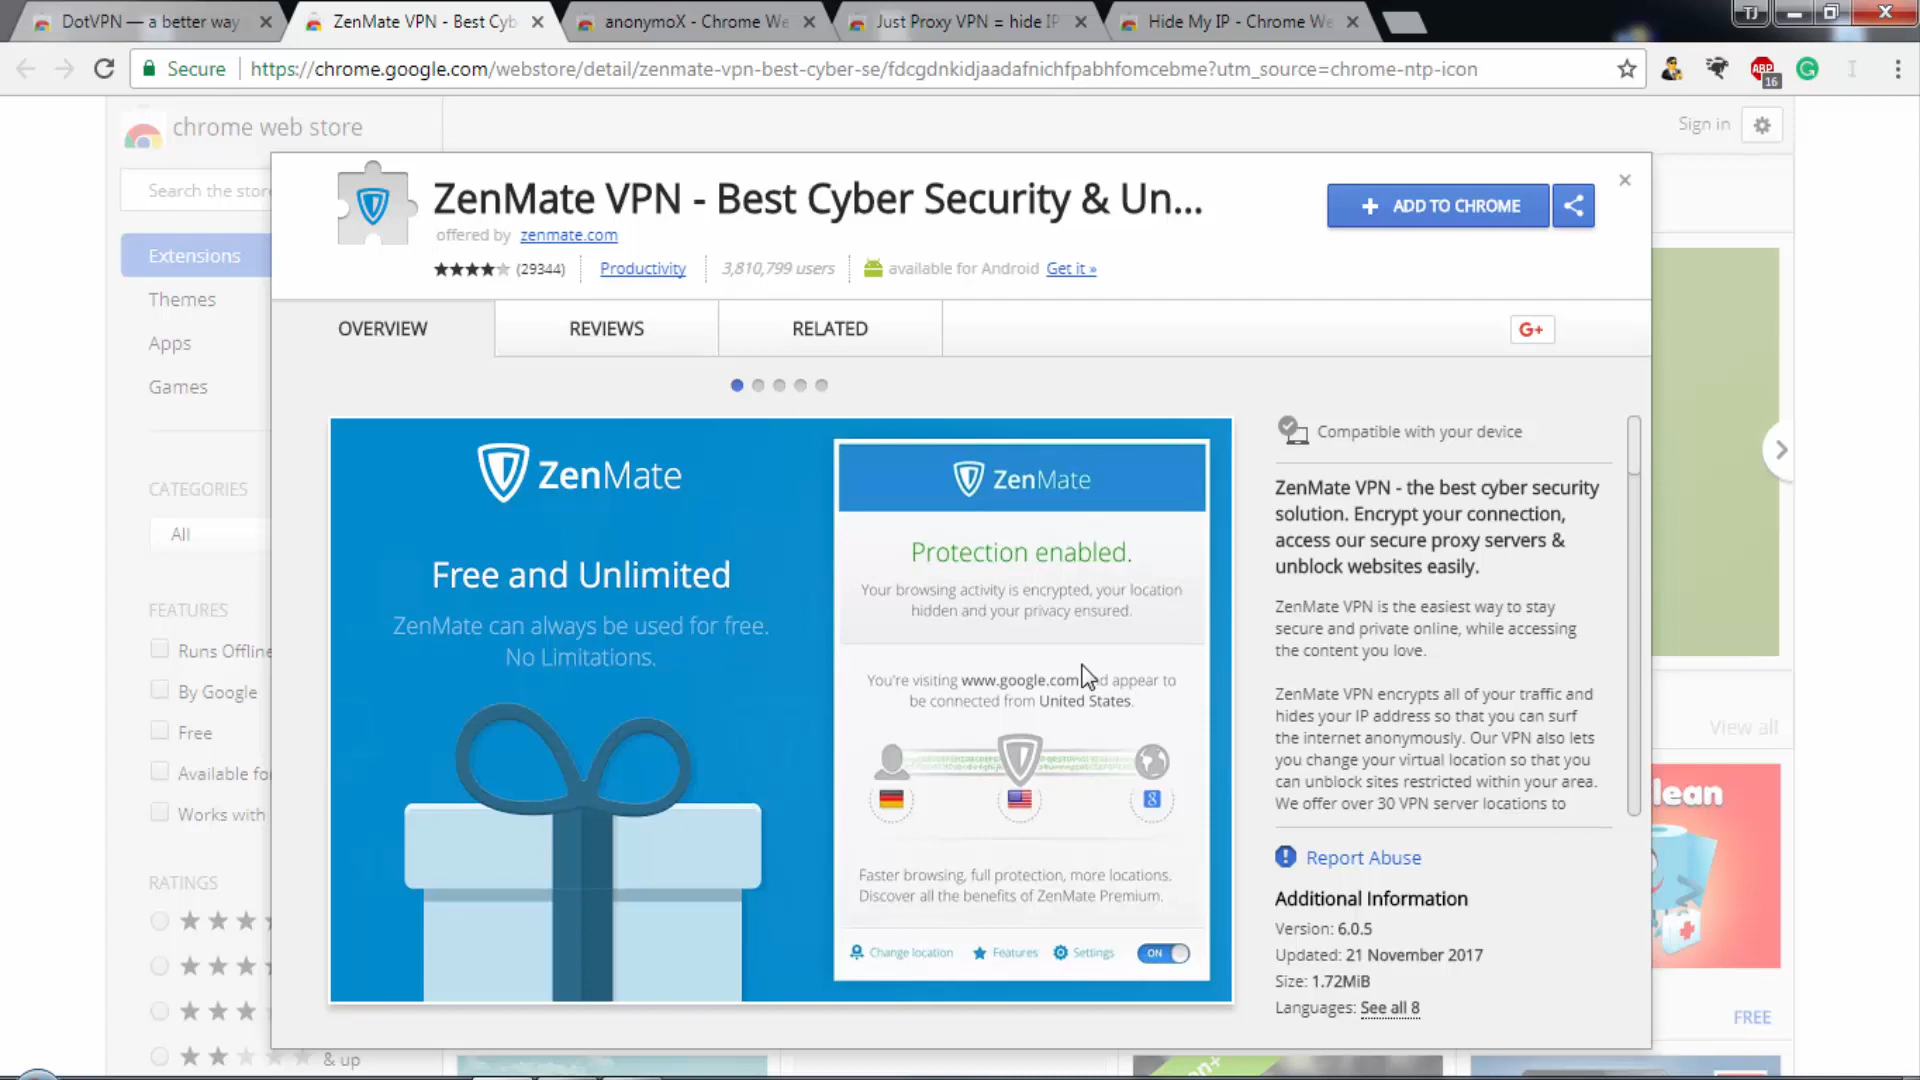 DotVPN — a better way
ZenMate VPN - Best Cyb
anonymoX - Chrome We
Just Proxy VPN = hide IP
Hide My IP - Chrome We
TJ
Secure
https://chrome.google.com/webstore/detail/zenmate-vpn-best-cyber-se/fdcgdnkidjaadafnichfpabhfomcebme?utm_source=chrome-ntp-icon
ABP
16
chrome web store
Sign in
Search the store
Extensions
Themes
Apps
Games
CATEGORIES
All
FEATURES
Runs Offline
By Google
Free
Available fo
Works with
RATINGS
& up
ZenMate VPN - Best Cyber Security & Un...
offered by zenmate.com
(29344)
Productivity
3,810,799 users
available for Android Get it »
ADD TO CHROME
OVERVIEW
REVIEWS
RELATED
G+
ZenMate
Free and Unlimited
ZenMate can always be used for free.
No Limitations.
ZenMate
Protection enabled.
Your browsing activity is encrypted, your location
hidden and your privacy ensured.
You're visiting www.google.com d appear to
be connected from United States.
8
Faster browsing, full protection, more locations.
Discover all the benefits of ZenMate Premium.
Change location
Features
Settings
ON
Compatible with your device
ZenMate VPN - the best cyber security
solution. Encrypt your connection,
access our secure proxy servers &
unblock websites easily.
ZenMate VPN is the easiest way to stay
secure and private online, while accessing
the content you love.
ZenMate VPN encrypts all of your traffic and
hides your IP address so that you can surf
the internet anonymously. Our VPN also lets
you change your virtual location so that you
can unblock sites restricted within your area.
We offer over 30 VPN server locations to
Report Abuse
Additional Information
Version: 6.0.5
Updated: 21 November 2017
Size: 1.72MiB
Languages: See all 8
View all
lean
FREE